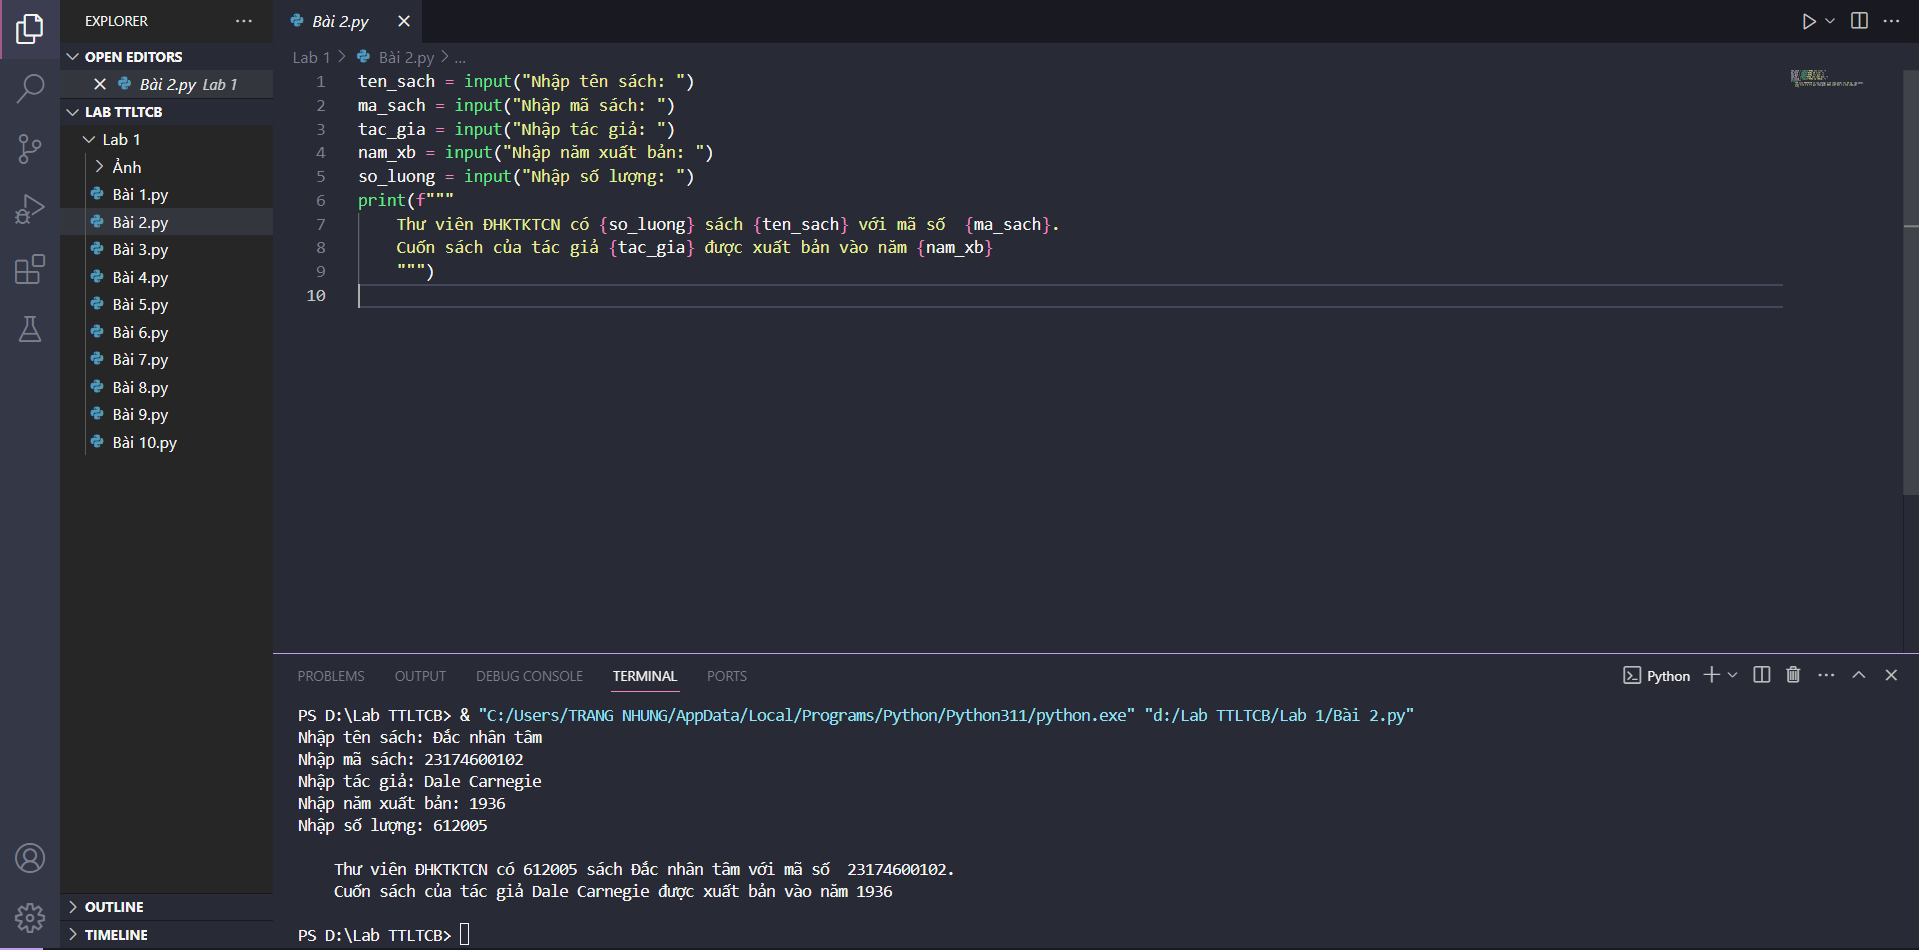 EXPLORER
OPEN EDITORS
Bài 2.py Lab 1
LAB TTLTCB
Lab 1
Ảnh
Bài 1.py
Bài 2.py
Bài 3.py
Bài 4.py
Bài 5.py
Bài 6.py
Bài 7.py
Bài 8.py
Bài 9.py
Bài 10.py
OUTLINE
TIMELINE
Bài 2.py
Lab 1 > Bài 2.py > ...
1 ten_sach = input("Nhập tên sách: ")
2 ma_sach = input("Nhập mã sách: ")
3 tac_gia = input("Nhập tác giả: ")
4 nam_xb = input("Nhập năm xuất bản: ")
5 so_luong = input("Nhập số lượng: ")
6 print(f"""
7     Thư viên ĐHKTKTCN có {so_luong} sách {ten_sach} với mã số  {ma_sach}.
8     Cuốn sách của tác giả {tac_gia} được xuất bản vào năm {nam_xb}
9     """)
10
PROBLEMS OUTPUT DEBUG CONSOLE TERMINAL PORTS
Python
PS D:\Lab TTLTCB> & "C:/Users/TRANG NHUNG/AppData/Local/Programs/Python/Python311/python.exe" "d:/Lab TTLTCB/Lab 1/Bài 2.py"
Nhập tên sách: Đắc nhân tâm
Nhập mã sách: 23174600102
Nhập tác giả: Dale Carnegie
Nhập năm xuất bản: 1936
Nhập số lượng: 612005
    Thư viên ĐHKTKTCN có 612005 sách Đắc nhân tâm với mã số  23174600102.
    Cuốn sách của tác giả Dale Carnegie được xuất bản vào năm 1936
PS D:\Lab TTLTCB>